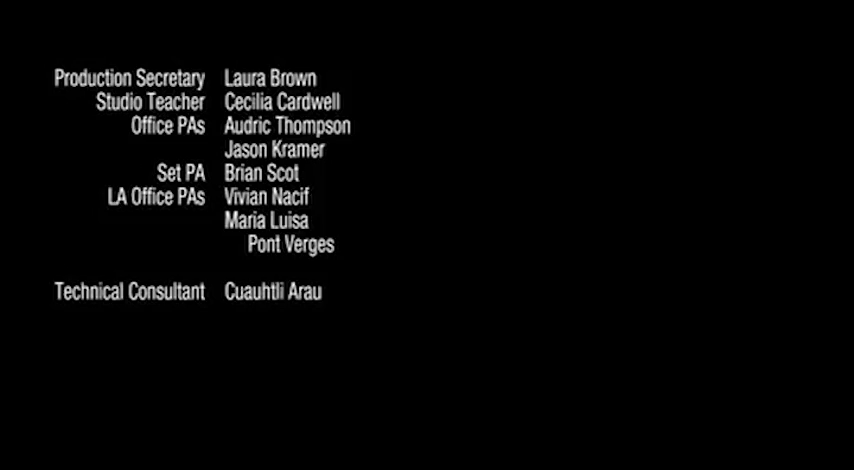 Production Secretary Laura Brown
Studio Teacher Cecilia Cardwell
Office PAs Audric Thompson
Jason Kramer
Set PA Brian Scot
LA Office PAs Vivian Nacif
Maria Luisa
Pont Verges
Technical Consultant Cuauhtli Arau